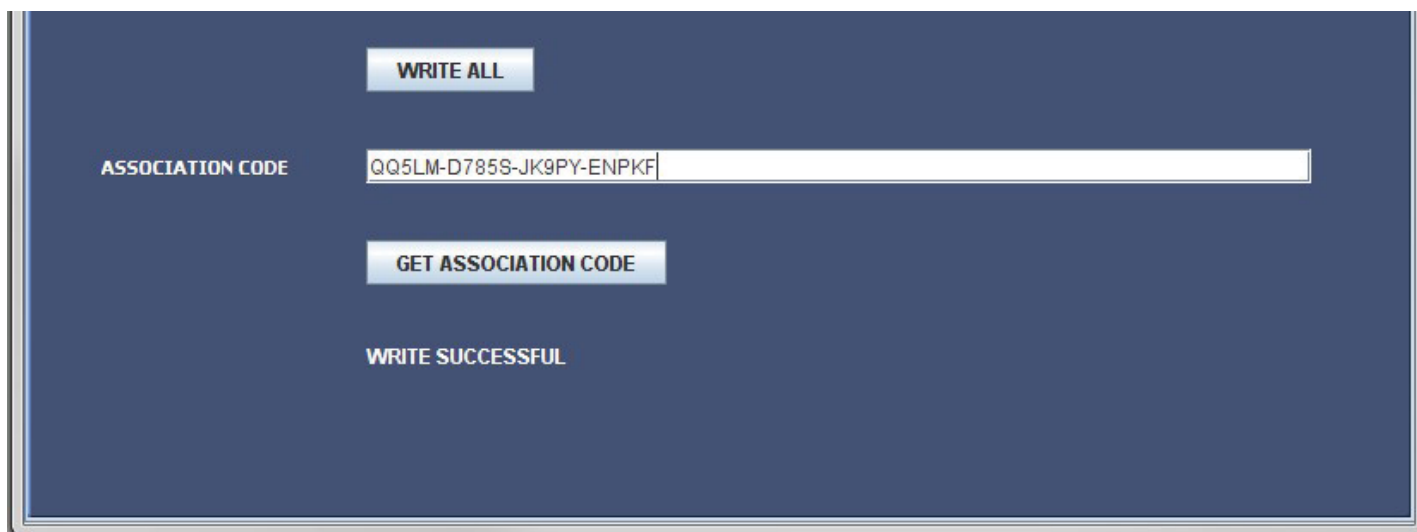 WRITE ALL
ASSOCIATION CODE QQ5LM-D785S-JK9PY-ENPKF
GET ASSOCIATION CODE
WRITE SUCCESSFUL